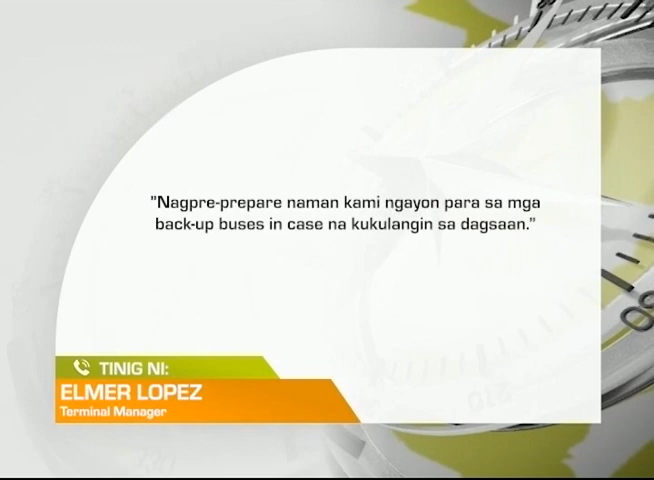 "Nagpre-prepare naman kami ngayon para sa mga
back-up buses in case na kukulangin sa dagsaan."
TINIG NI:
ELMER LOPEZ
Terminal Manager